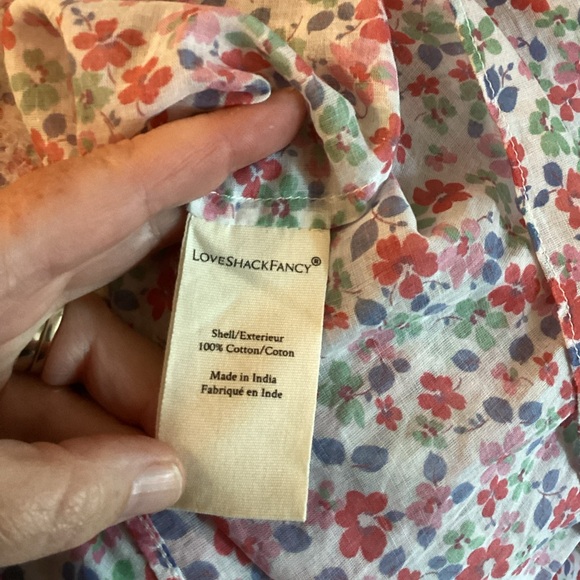 LOVESHACKFANCY®
Shell/Exterieur
100% Cotton/Coton
Made in India
Fabriqué en Inde